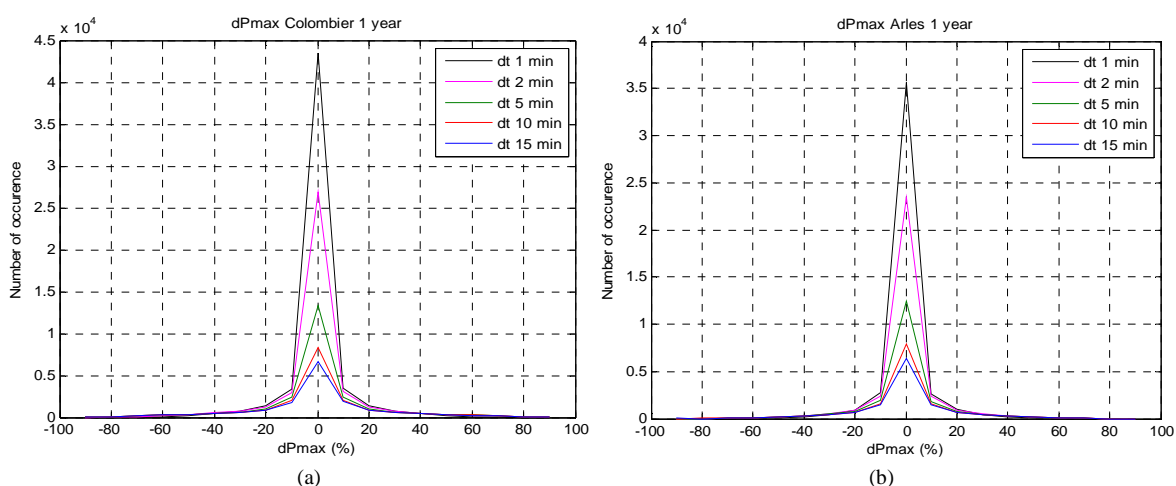 dPmax Colombier 1 year
x 10^4
4.5
4
3.5
3
2.5
2
1.5
1
0.5
0
Number of occurence
-100 -80 -60 -40 -20 0 20 40 60 80 100
dPmax (%)
dt 1 min
dt 2 min
dt 5 min
dt 10 min
dt 15 min
(a)
dPmax Arles 1 year
x 10^4
4
3.5
3
2.5
2
1.5
1
0.5
0
Number of occurence
-100 -80 -60 -40 -20 0 20 40 60 80 100
dPmax (%)
dt 1 min
dt 2 min
dt 5 min
dt 10 min
dt 15 min
(b)